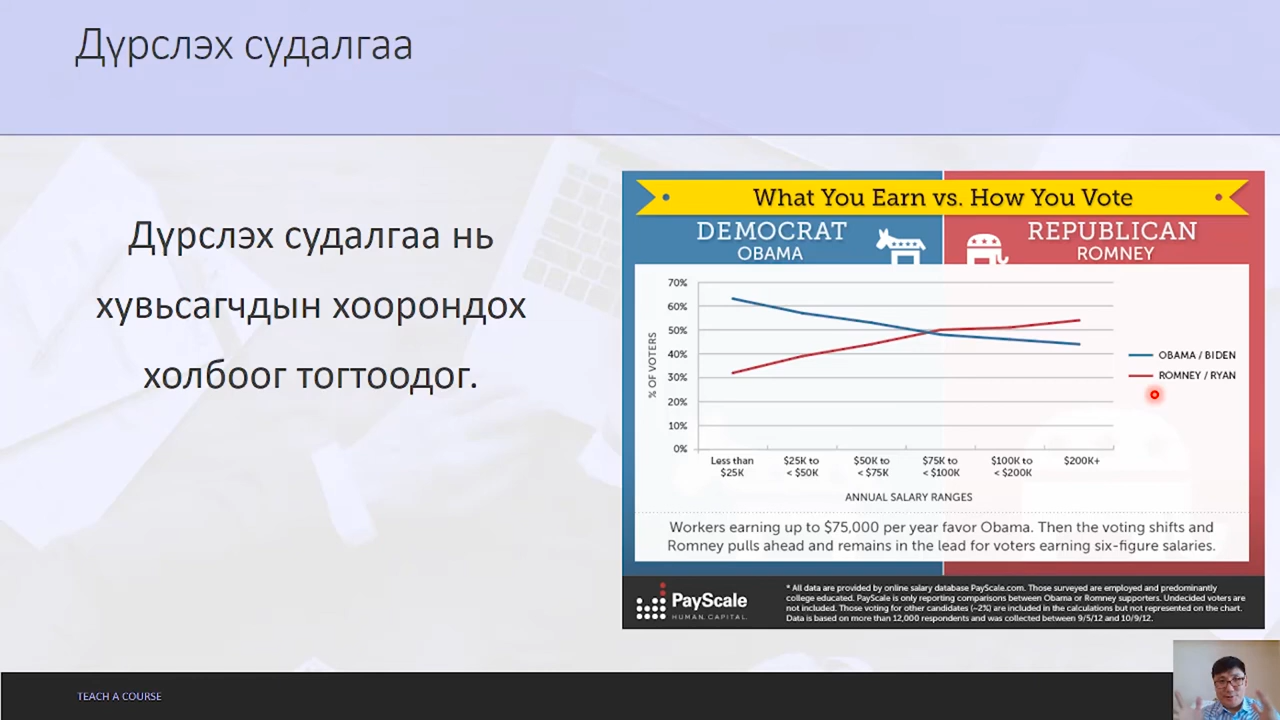 Дүрслэх судалгаа
Дүрслэх судалгаа нь
хувьсагчдын хоорондох
холбоог тогтоодог.
What You Earn vs. How You Vote
DEMOCRAT
OBAMA
REPUBLICAN
ROMNEY
70%
60%
50%
40%
30%
20%
10%
0%
% OF VOTERS
OBAMA / BIDEN
ROMNEY / RYAN
Less than
$25K
$25K to
< $50K
$50K to
< $75K
$75K to
< $100K
$100K to
< $200K
$200K+
ANNUAL SALARY RANGES
Workers earning up to $75,000 per year favor Obama. Then the voting shifts and
Romney pulls ahead and remains in the lead for voters earning six-figure salaries.
PayScale
HUMAN. CAPITAL.
* All data are provided by online salary database PayScale.com. Those surveyed are employed and predominantly
college educated. PayScale is only reporting comparisons between Obama or Romney supporters. Undecided voters are
not included. Those voting for other candidates (~2%) are included in the calculations but not represented on the chart.
Data is based on more than 12,000 respondents and was collected between 9/5/12 and 10/9/12.
TEACH A COURSE